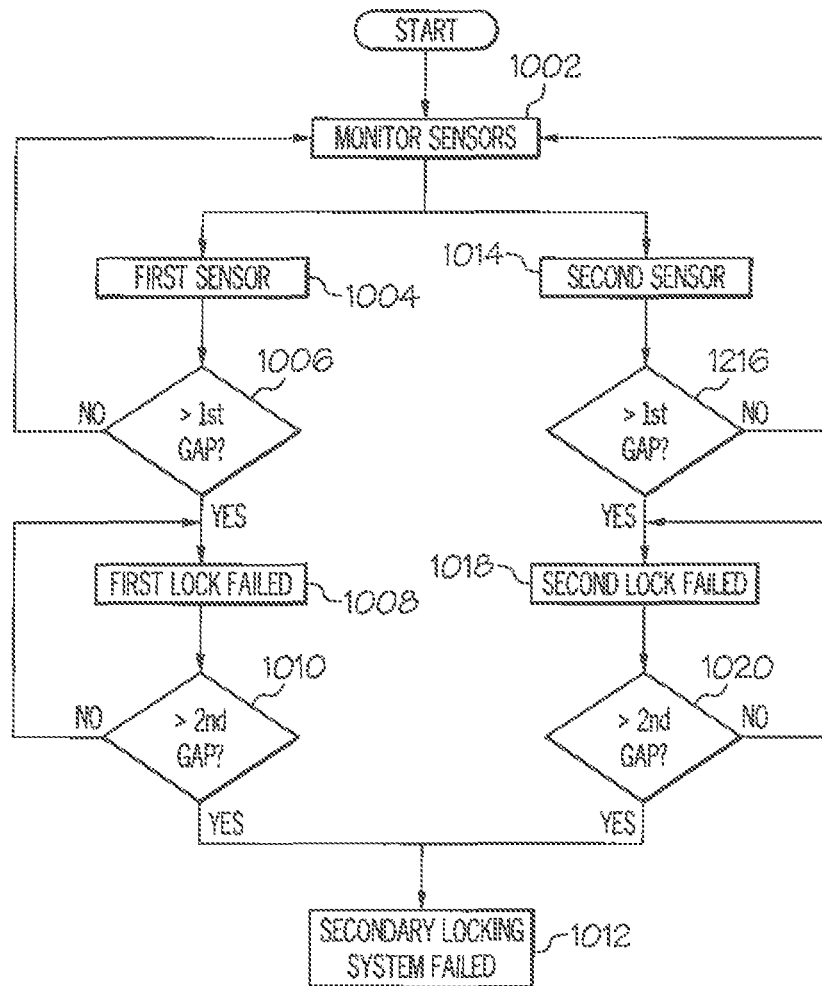 START
1002
MONITOR SENSORS
FIRST SENSOR
1004
1014
SECOND SENSOR
1006
> 1st
GAP?
NO
YES
1216
> 1st
GAP?
NO
YES
FIRST LOCK FAILED
1008
1018
SECOND LOCK FAILED
1010
> 2nd
GAP?
NO
YES
1020
> 2nd
GAP?
NO
YES
SECONDARY LOCKING
SYSTEM FAILED
1012